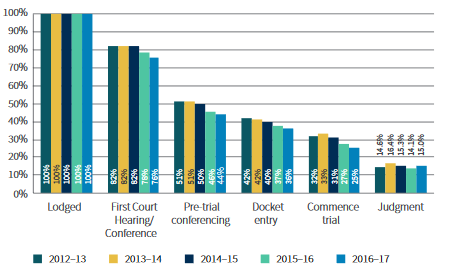 100%
90%
80%
70%
60%
50%
40%
30%
20%
10%
0%
100% 100% 100% 100% 100%
82% 82% 82% 78% 76%
51% 51% 50% 46% 44%
42% 42% 40% 37% 36%
32% 33% 31% 27% 25%
14.6% 16.4% 15.3% 14.1% 15.0%
Lodged
First Court
Hearing/
Conference
Pre-trial
conferencing
Docket
entry
Commence
trial
Judgment
2012–13 2013–14 2014–15 2015–16 2016–17